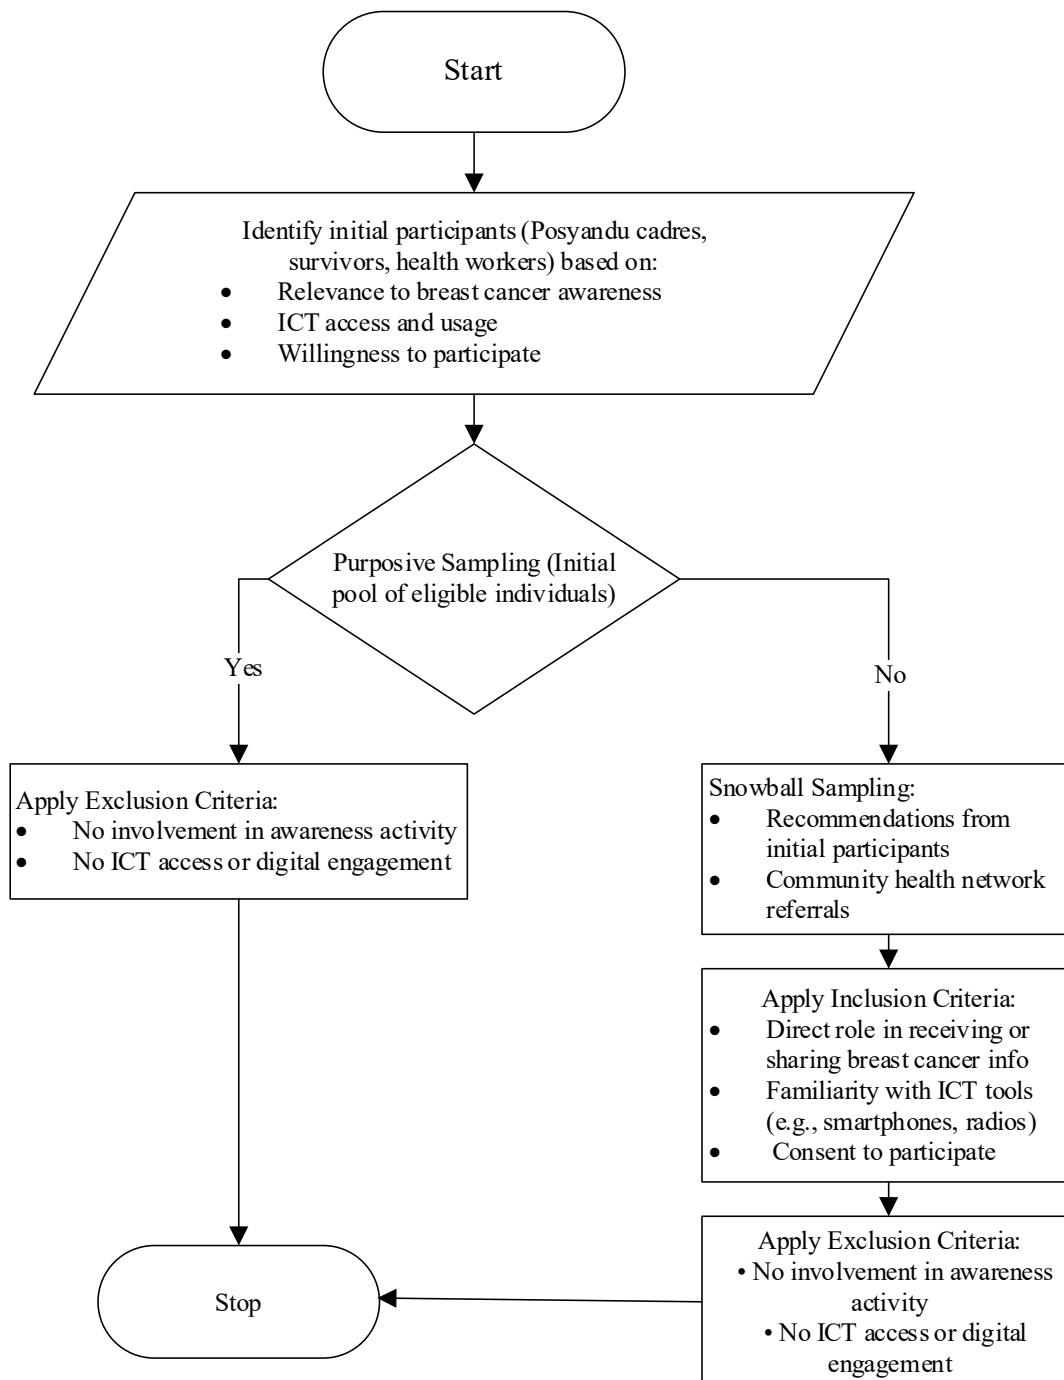 Start
Identify initial participants (Posyandu cadres,
survivors, health workers) based on:
• Relevance to breast cancer awareness
• ICT access and usage
• Willingness to participate
Purposive Sampling (Initial
pool of eligible individuals)
Yes
No
Apply Exclusion Criteria:
• No involvement in awareness activity
• No ICT access or digital engagement
Snowball Sampling:
• Recommendations from
initial participants
• Community health network
referrals
Apply Inclusion Criteria:
• Direct role in receiving or
sharing breast cancer info
• Familiarity with ICT tools
(e.g., smartphones, radios)
• Consent to participate
Apply Exclusion Criteria:
• No involvement in awareness
activity
• No ICT access or digital
engagement
Stop